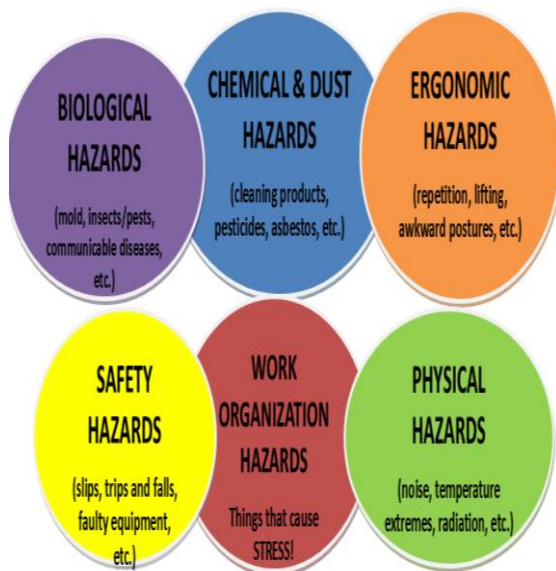 BIOLOGICAL
HAZARDS
(mold, insects/pests,
communicable diseases,
etc.)
CHEMICAL & DUST
HAZARDS
(cleaning products,
pesticides, asbestos, etc.)
ERGONOMIC
HAZARDS
(repetition, lifting,
awkward postures, etc.)
SAFETY
HAZARDS
(slips, trips and falls,
faulty equipment,
etc.)
WORK
ORGANIZATION
HAZARDS
Things that cause
STRESS!
PHYSICAL
HAZARDS
(noise, temperature
extremes, radiation, etc.)